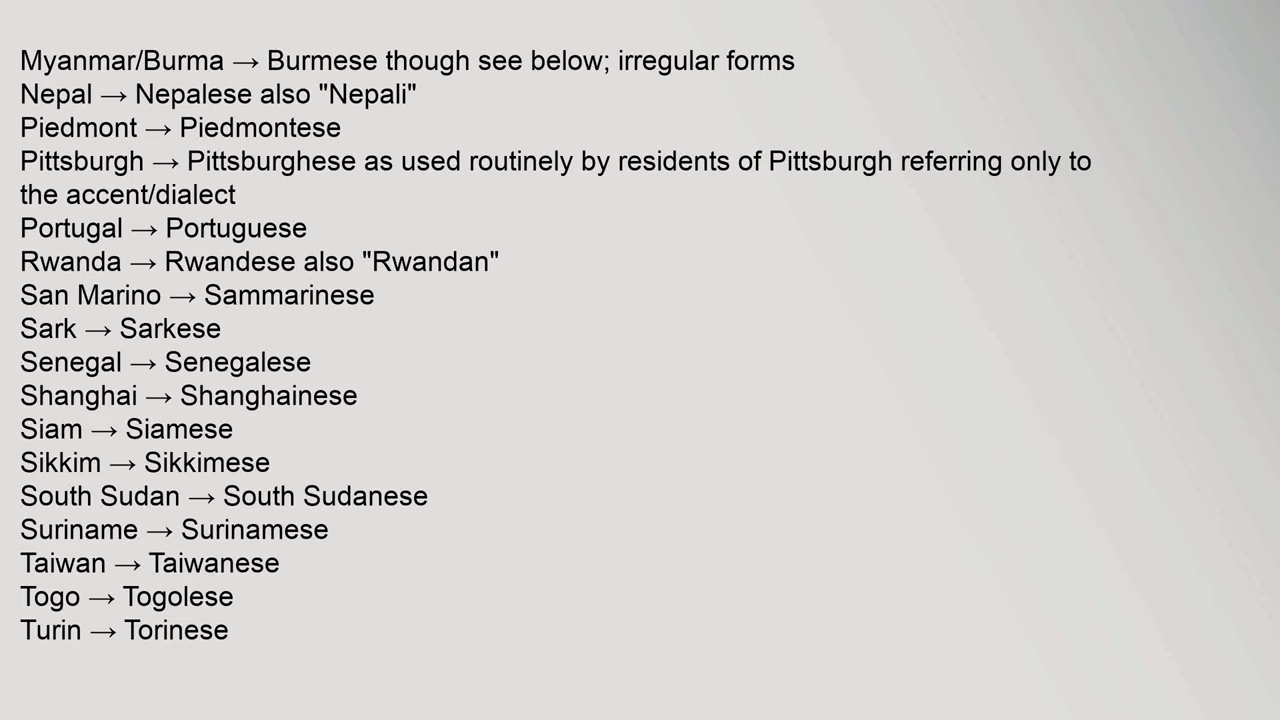 Myanmar/Burma → Burmese though see below; irregular forms
Nepal → Nepalese also "Nepali"
Piedmont → Piedmontese
Pittsburgh → Pittsburghese as used routinely by residents of Pittsburgh referring only to
the accent/dialect
Portugal → Portuguese
Rwanda → Rwandese also "Rwandan"
San Marino → Sammarinese
Sark → Sarkese
Senegal → Senegalese
Shanghai → Shanghainese
Siam → Siamese
Sikkim → Sikkimese
South Sudan → South Sudanese
Suriname → Surinamese
Taiwan → Taiwanese
Togo → Togolese
Turin → Torinese